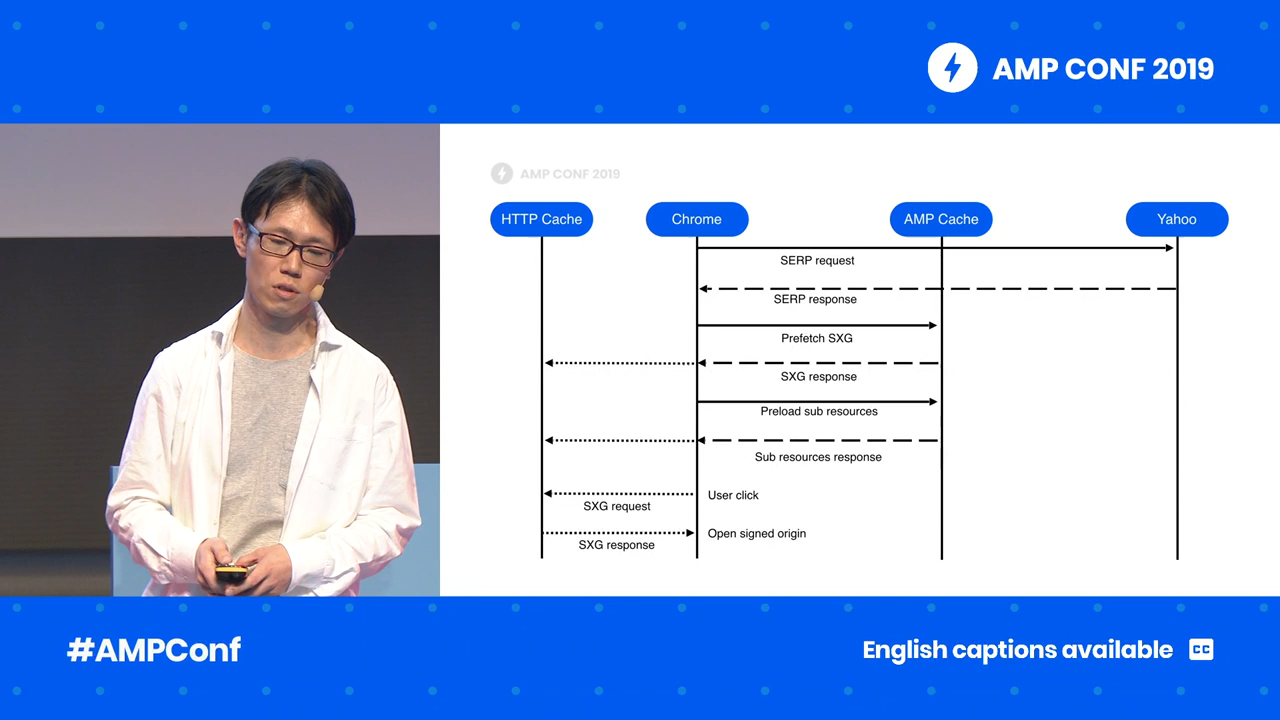 AMP CONF 2019
AMP CONF 2019
HTTP Cache
Chrome
AMP Cache
Yahoo
SERP request
SERP response
Prefetch SXG
SXG response
Preload sub resources
Sub resources response
User click
SXG request
Open signed origin
SXG response
#AMPConf
English captions available
CC